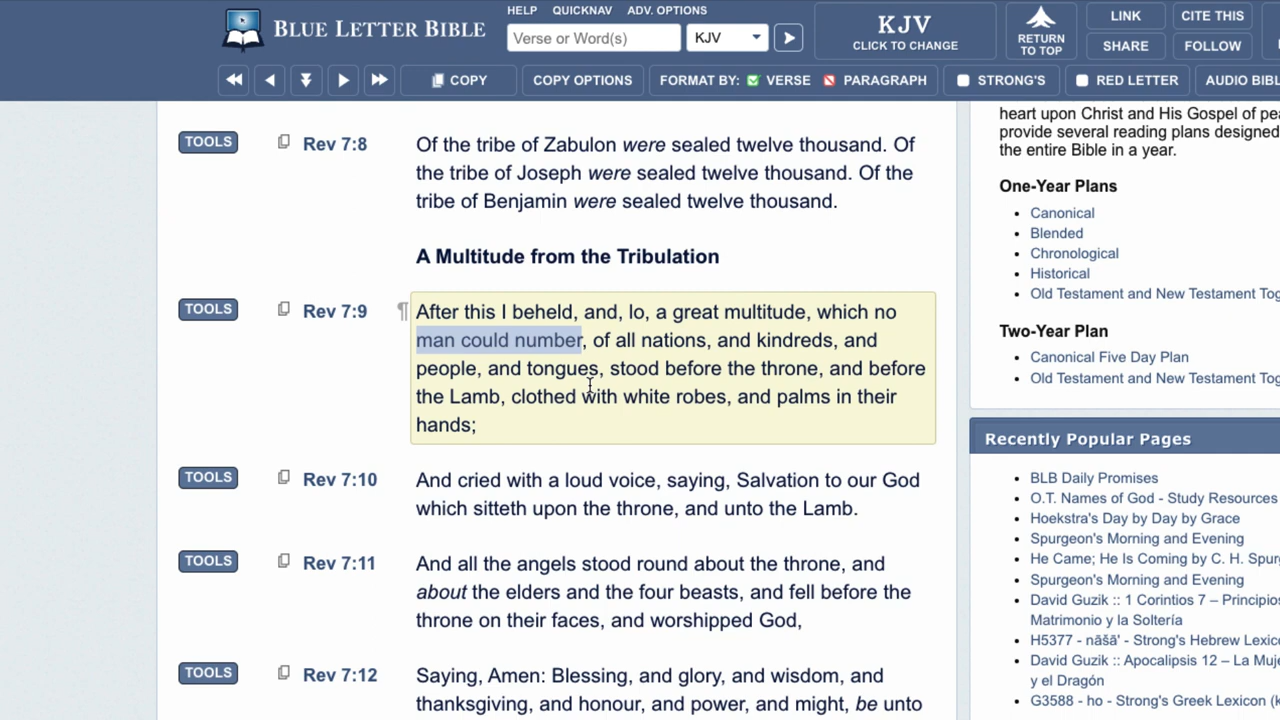 HELP QUICKNAV ADV. OPTIONS
BLUE LETTER BIBLE
Verse or Word(s)
KJV
KJV
CLICK TO CHANGE
RETURN
TO TOP
LINK
CITE THIS
SHARE
FOLLOW
COPY
COPY OPTIONS
FORMAT BY: VERSE PARAGRAPH
STRONG'S
RED LETTER
AUDIO BIBL
TOOLS Rev 7:8 Of the tribe of Zabulon were sealed twelve thousand. Of
the tribe of Joseph were sealed twelve thousand. Of the
tribe of Benjamin were sealed twelve thousand.
A Multitude from the Tribulation
TOOLS Rev 7:9 ¶ After this I beheld, and, lo, a great multitude, which no
man could number, of all nations, and kindreds, and
people, and tongues, stood before the throne, and before
the Lamb, clothed with white robes, and palms in their
hands;
TOOLS Rev 7:10 And cried with a loud voice, saying, Salvation to our God
which sitteth upon the throne, and unto the Lamb.
TOOLS Rev 7:11 And all the angels stood round about the throne, and
about the elders and the four beasts, and fell before the
throne on their faces, and worshipped God,
TOOLS Rev 7:12 Saying, Amen: Blessing, and glory, and wisdom, and
thanksgiving, and honour, and power, and might, be unto
heart upon Christ and His Gospel of pea
provide several reading plans designed
the entire Bible in a year.
One-Year Plans
Canonical
Blended
Chronological
Historical
Old Testament and New Testament Tog
Two-Year Plan
Canonical Five Day Plan
Old Testament and New Testament Tog
Recently Popular Pages
BLB Daily Promises
O.T. Names of God - Study Resources
Hoekstra's Day by Day by Grace
Spurgeon's Morning and Evening
He Came; He Is Coming by C. H. Spurg
Spurgeon's Morning and Evening
David Guzik :: 1 Corintios 7 – Principios
Matrimonio y la Soltería
H5377 - nāšā' - Strong's Hebrew Lexico
David Guzik :: Apocalipsis 12 – La Muje
y el Dragón
G3588 - ho - Strong's Greek Lexicon (k